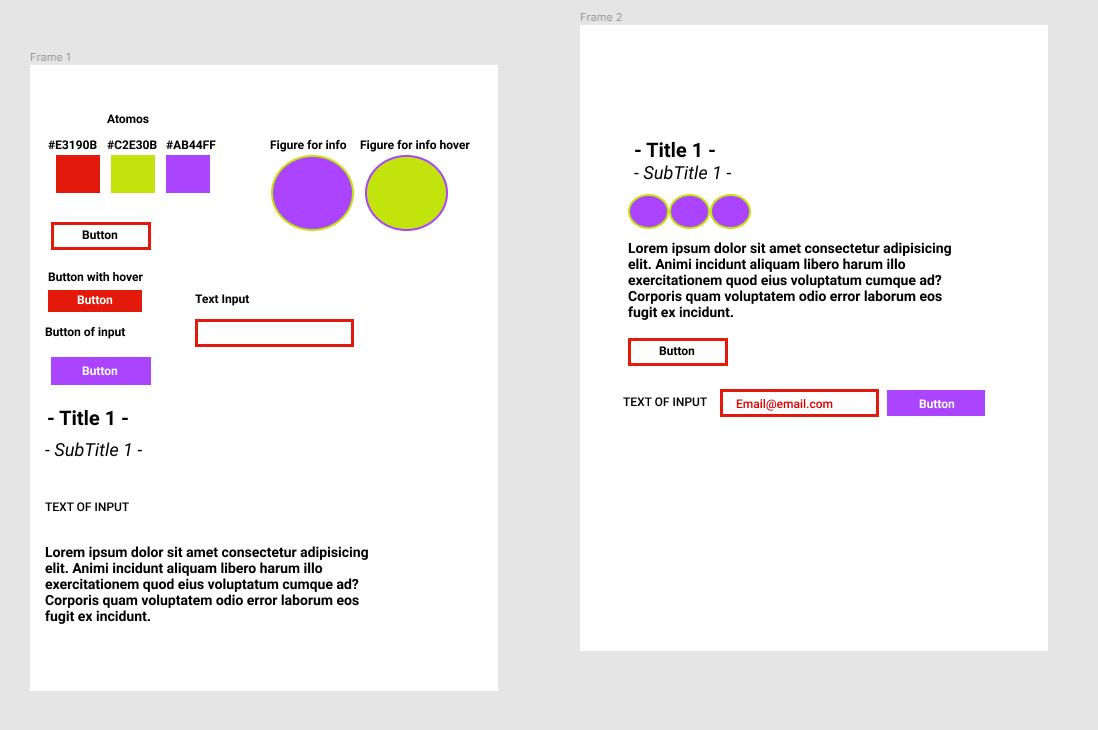 Frame 1
Atomos
#E3190B #C2E30B #AB44FF
Figure for info Figure for info hover
Button
Button with hover
Button
Text Input
Button of input
Button
- Title 1 -
- SubTitle 1 -
TEXT OF INPUT
Lorem ipsum dolor sit amet consectetur adipisicing
elit. Animi incidunt aliquam libero harum illo
exercitationem quod eius voluptatum cumque ad?
Corporis quam voluptatem odio error laborum eos
fugit ex incidunt.
Frame 2
- Title 1 -
- SubTitle 1 -
Lorem ipsum dolor sit amet consectetur adipisicing
elit. Animi incidunt aliquam libero harum illo
exercitationem quod eius voluptatum cumque ad?
Corporis quam voluptatem odio error laborum eos
fugit ex incidunt.
Button
TEXT OF INPUT Email@email.com Button